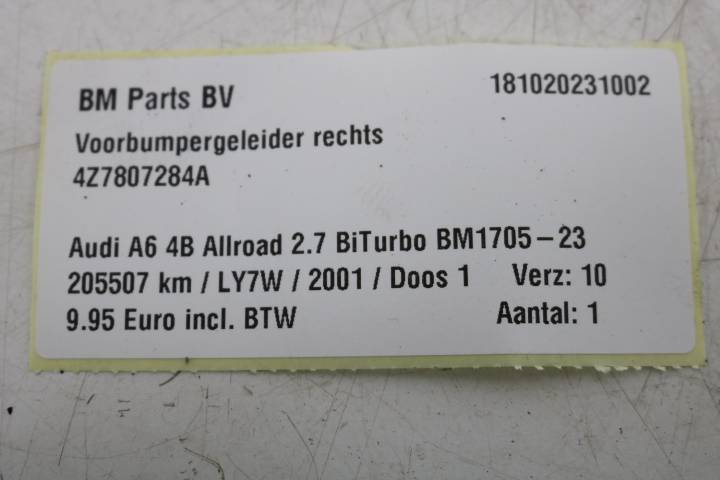 BM Parts BV 181020231002
Voorbumpergeleider rechts
4Z7807284A
Audi A6 4B Allroad 2.7 BiTurbo BM1705-23
205507 km / LY7W / 2001 / Doos 1 Verz: 10
9.95 Euro incl. BTW Aantal: 1